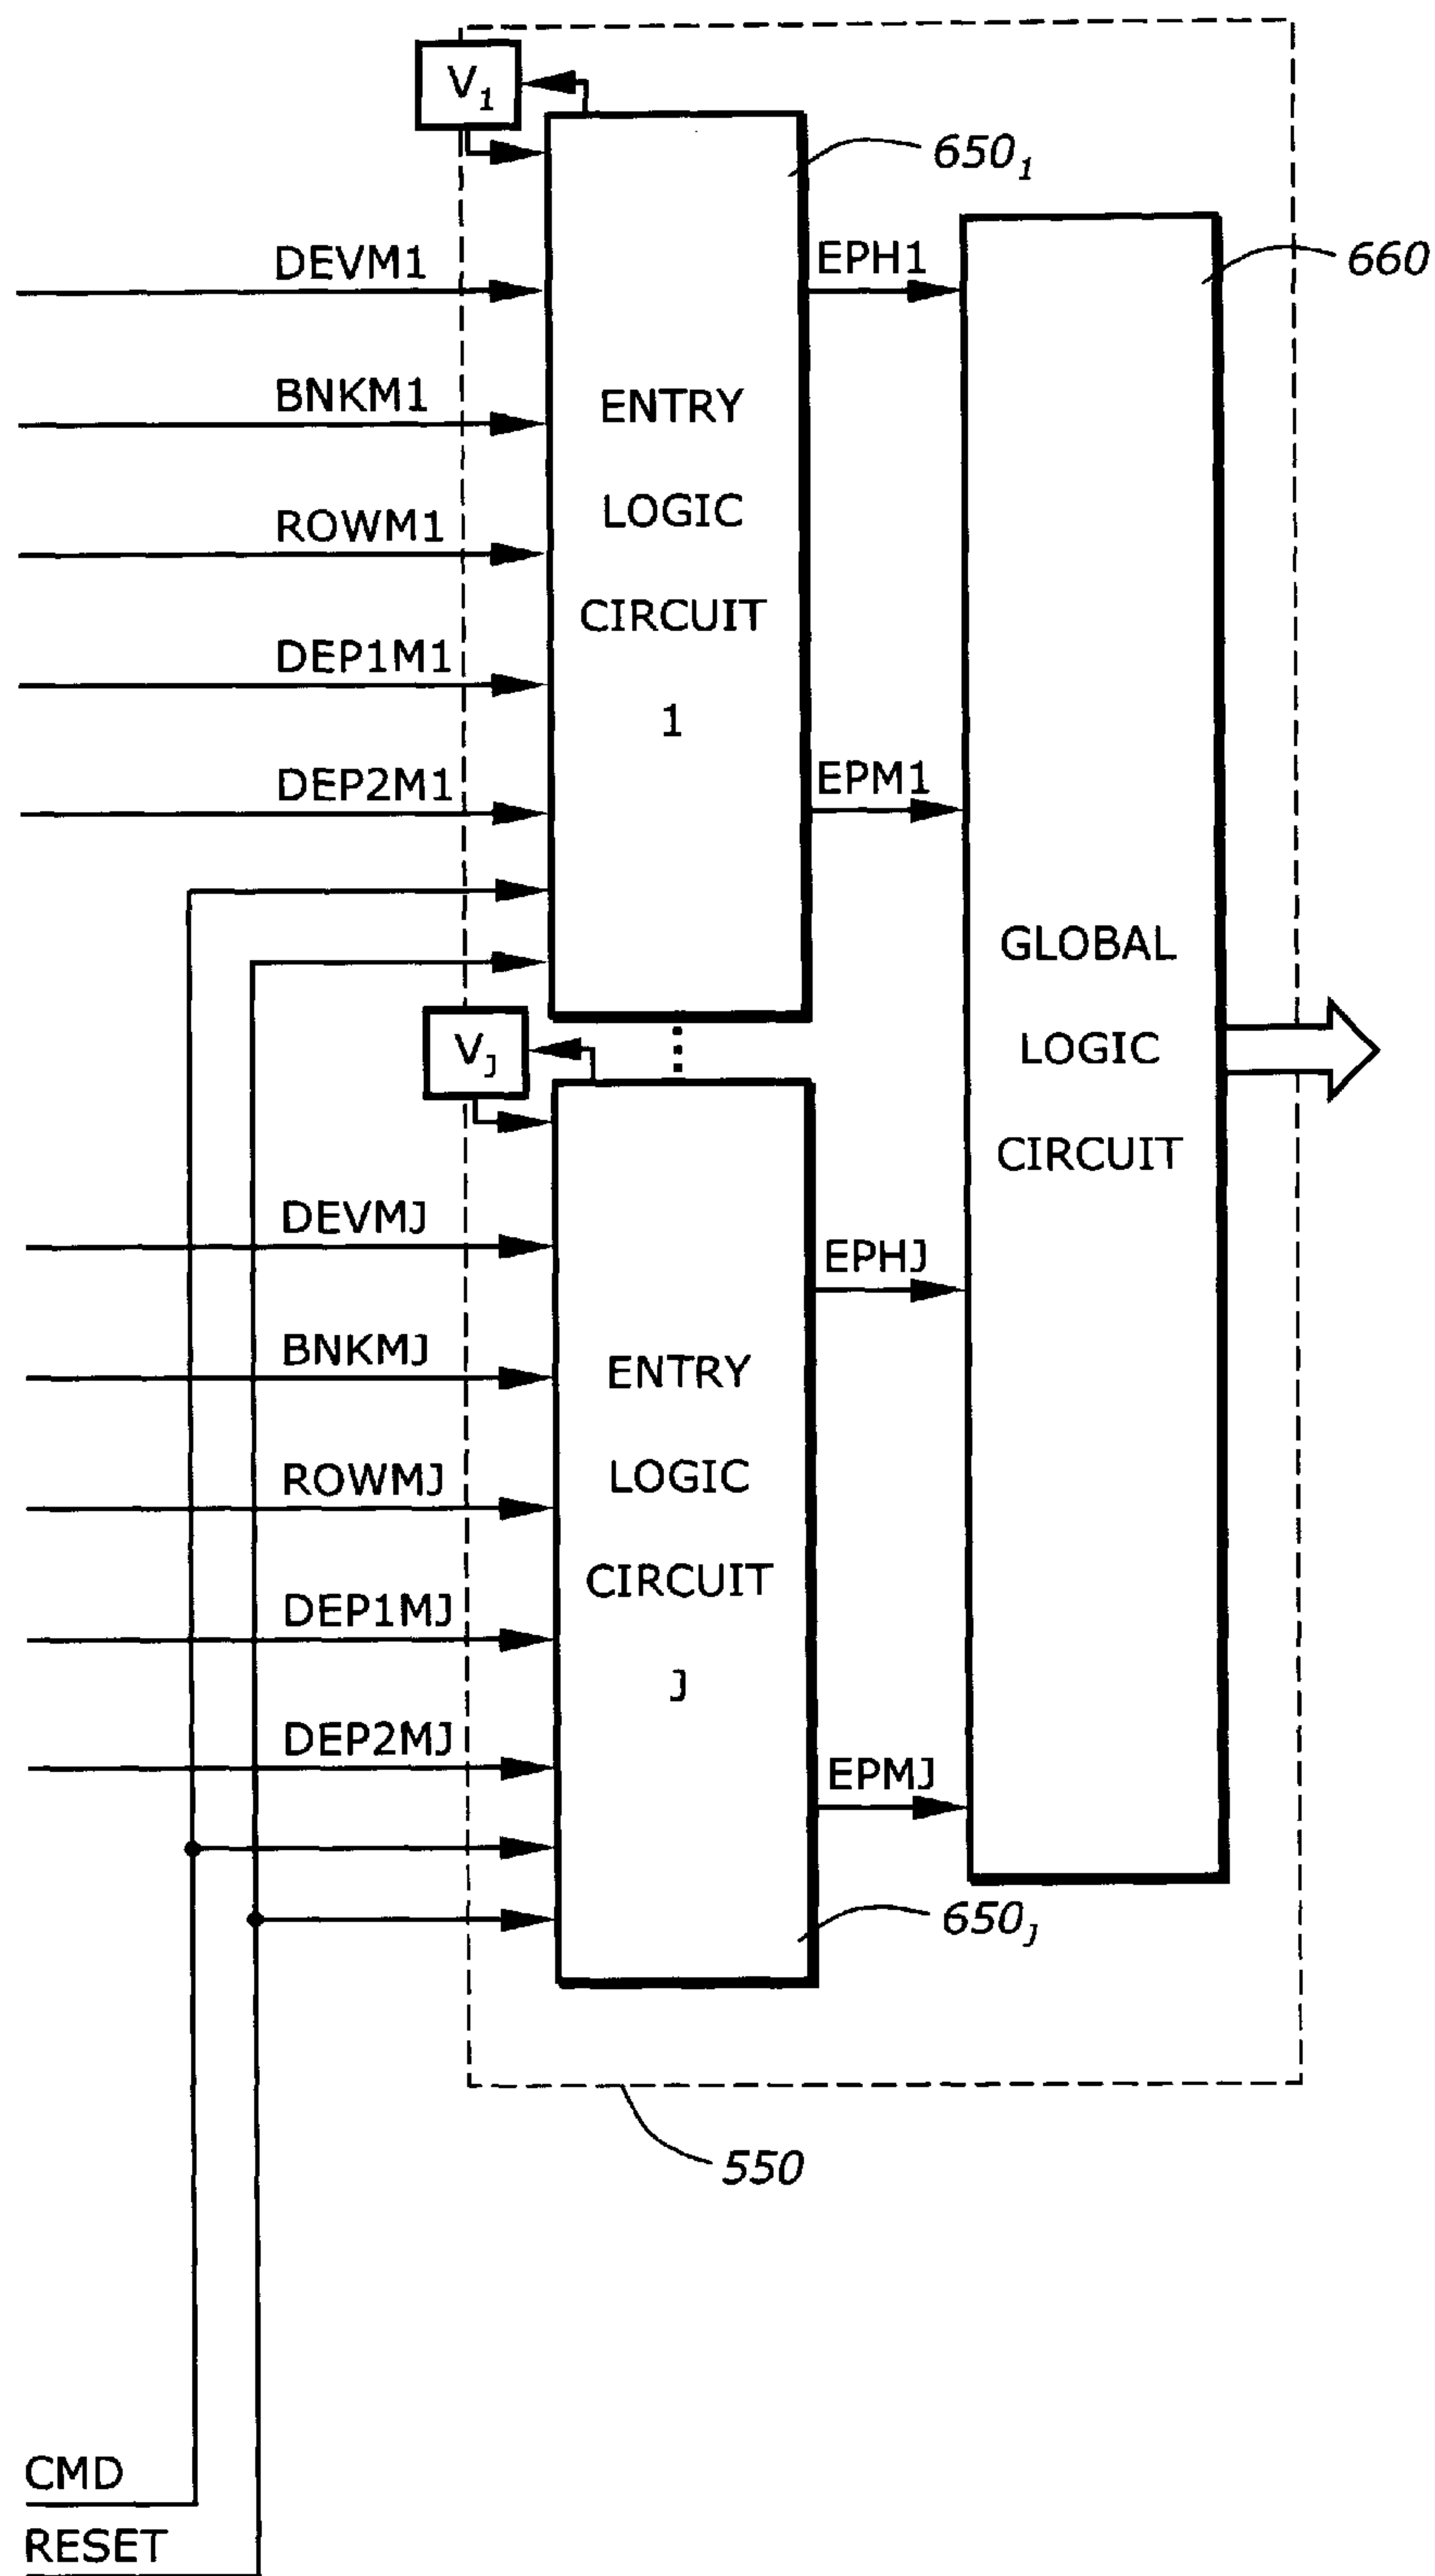 V1
6501
DEVM1
EPH1
660
BNKM1
ENTRY
LOGIC
CIRCUIT
1
ROWM1
DEP1M1
DEP2M1
EPM1
GLOBAL
LOGIC
CIRCUIT
VJ
DEVMJ
EPHJ
BNKMJ
ENTRY
LOGIC
CIRCUIT
J
ROWMJ
DEP1MJ
DEP2MJ
EPMJ
650J
550
CMD
RESET